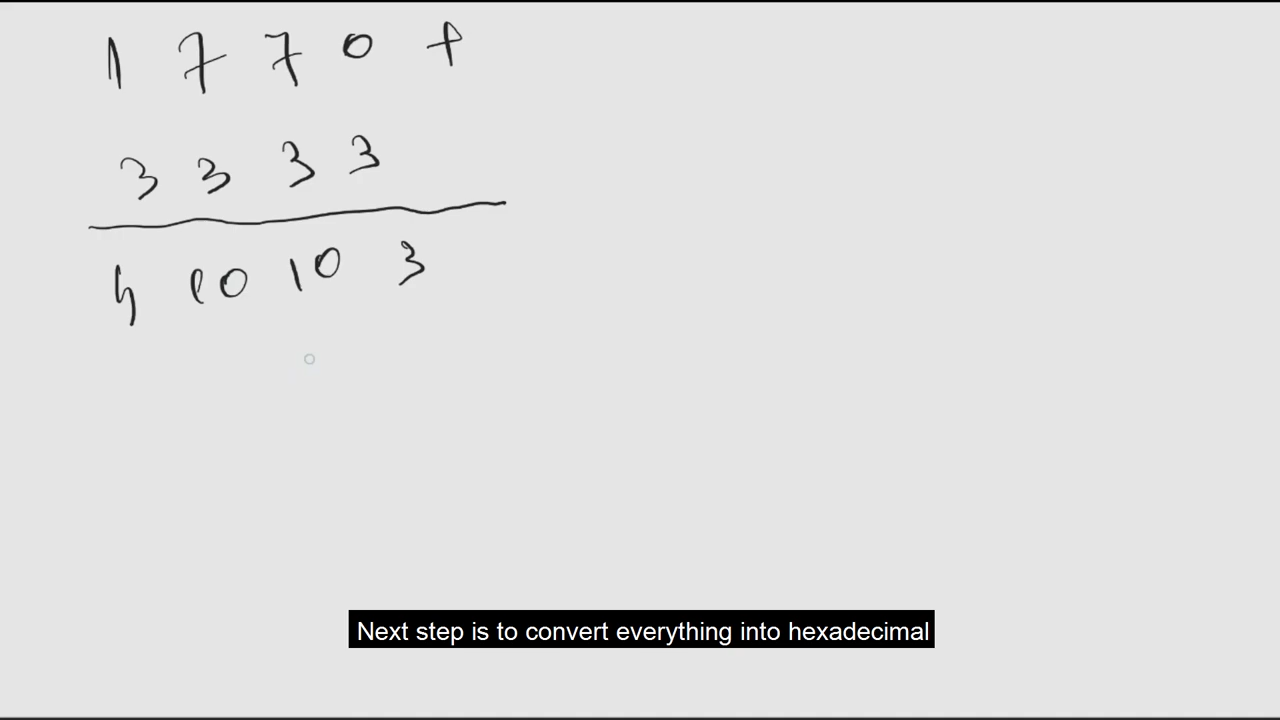 1 7 7 0 +
3 3 3 3
4 10 10 3
Next step is to convert everything into hexadecimal